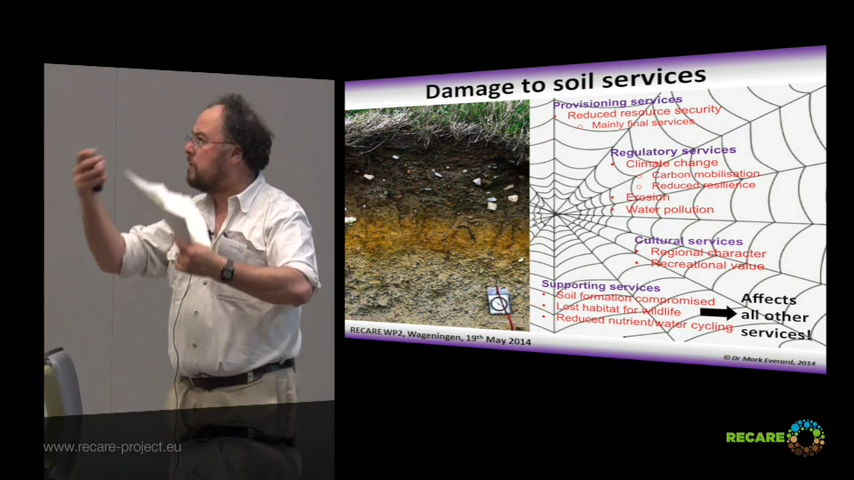 Damage to soil services
Provisioning services
Reduced resource security
Mainly final services
Regulatory services
Climate change
Carbon mobilisation
Reduced resilience
Erosion
Water pollution
Cultural services
Regional character
Recreational value
Supporting services
Soil formation compromised
Lost habitat for wildlife
Reduced nutrient/water cycling
Affects
all other
services!
RECARE WP2, Wageningen, 19th May 2014
© Dr Mark Everard, 2014
www.recare-project.eu
RECARE